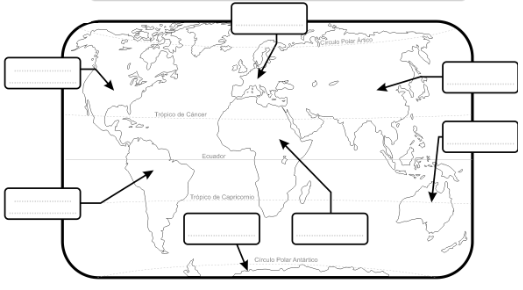 Círculo Polar Ártico
Trópico de Cáncer
Ecuador
Trópico de Capricornio
Círculo Polar Antártico